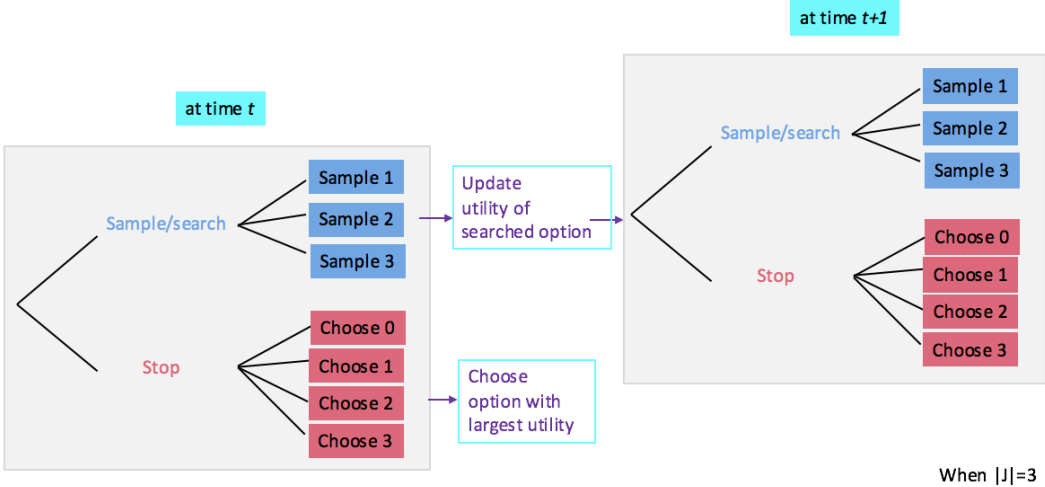 at time t
Sample/search
Sample 1
Sample 2
Sample 3
Stop
Choose 0
Choose 1
Choose 2
Choose 3
Update
utility of
searched option
Choose
option with
largest utility
at time t+1
Sample/search
Sample 1
Sample 2
Sample 3
Stop
Choose 0
Choose 1
Choose 2
Choose 3
When |J|=3